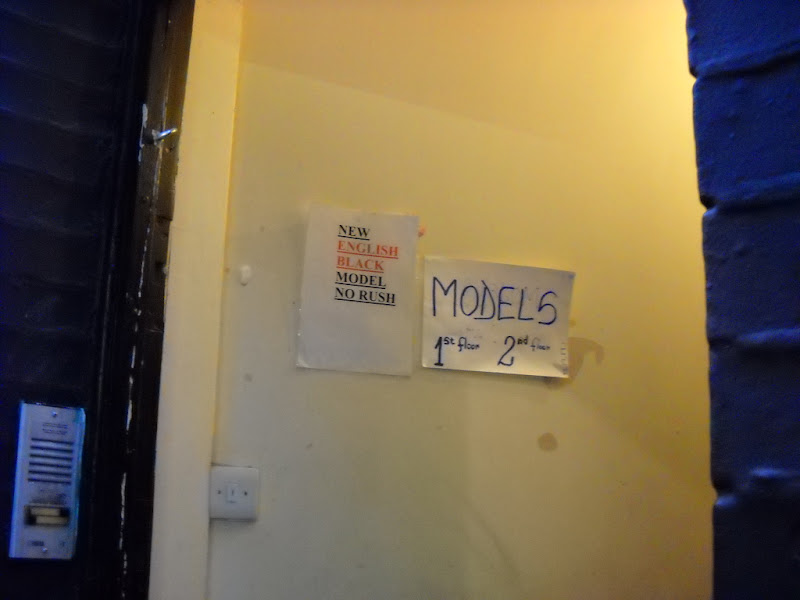 NEW
ENGLISH
BLACK
MODEL
NO RUSH
MODELS
1st floor 2nd floor